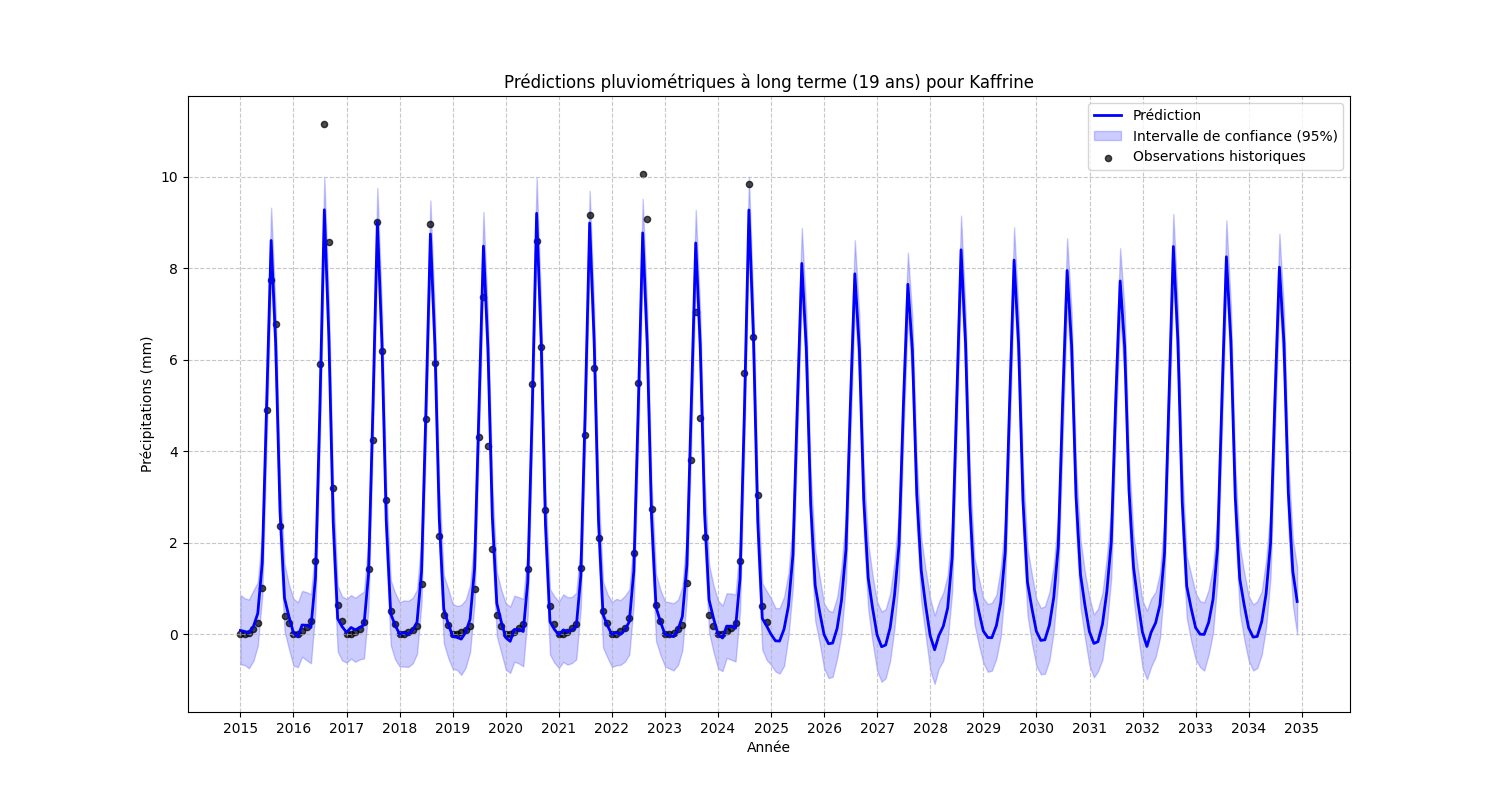 Prédictions pluviométriques à long terme (19 ans) pour Kaffrine
Prédiction
Intervalle de confiance (95%)
Observations historiques
Précipitations (mm)
10
8
6
4
2
0
2015 2016 2017 2018 2019 2020 2021 2022 2023 2024 2025 2026 2027 2028 2029 2030 2031 2032 2033 2034 2035
Année